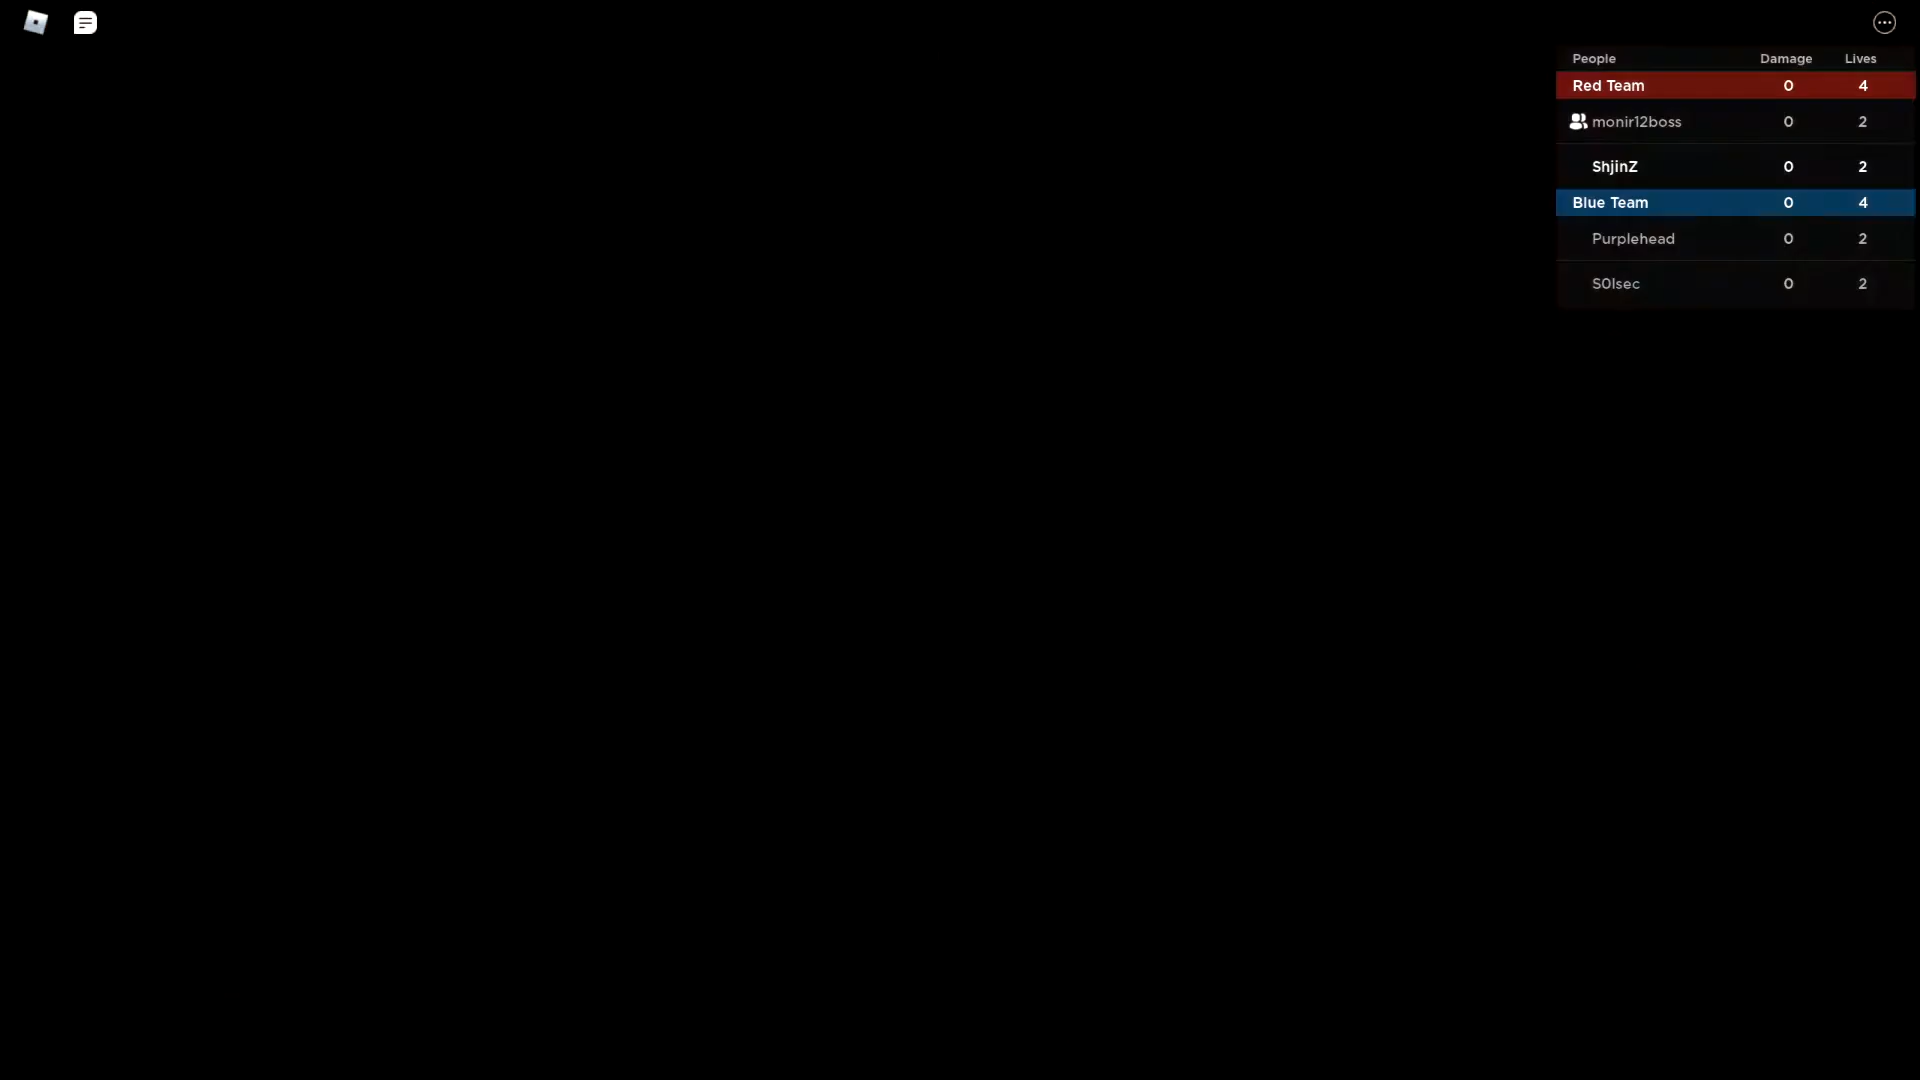 People Damage Lives
Red Team 0 4
monir12boss 0 2
ShjinZ 0 2
Blue Team 0 4
Purplehead 0 2
S0lsec 0 2